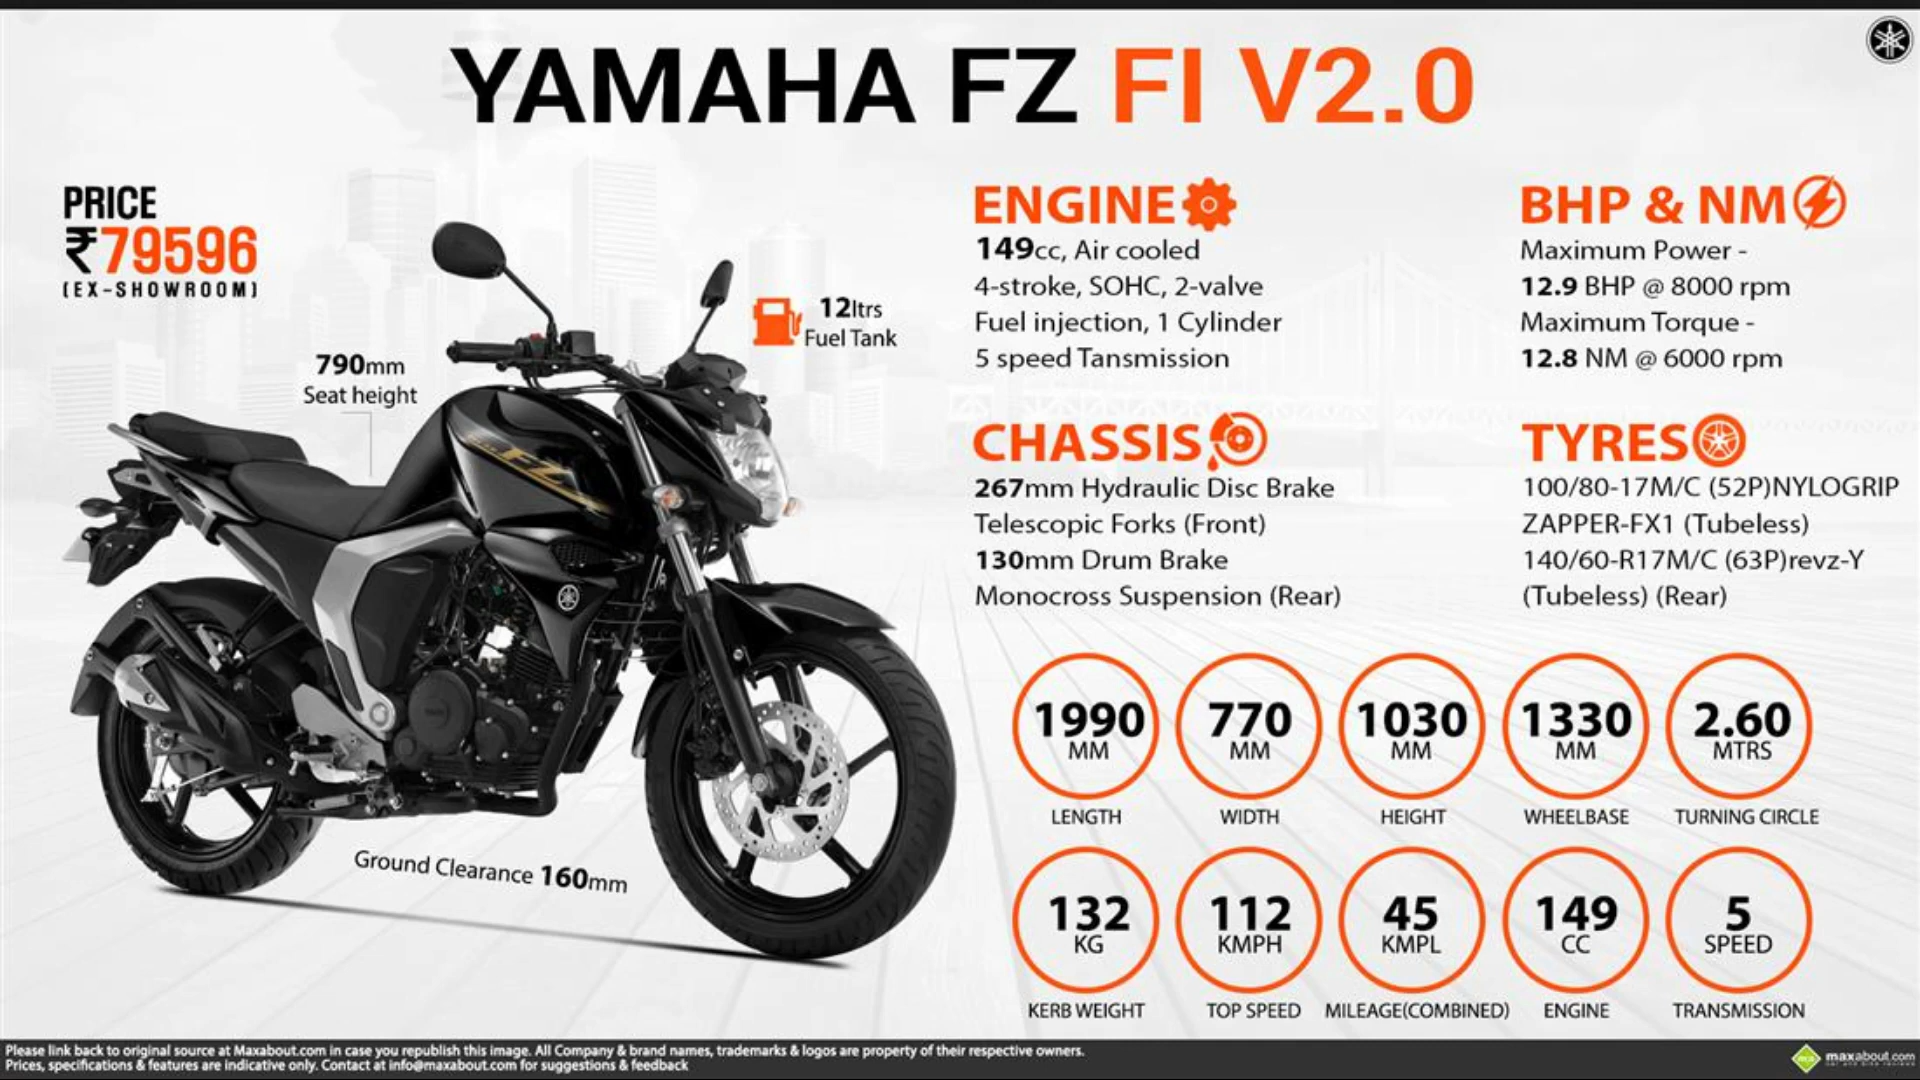 YAMAHA FZ FI V2.0
PRICE
₹79596
(EX-SHOWROOM)
790mm
Seat height
12ltrs
Fuel Tank
FZ
Ground Clearance 160mm
ENGINE
149cc, Air cooled
4-stroke, SOHC, 2-valve
Fuel injection, 1 Cylinder
5 speed Tansmission
BHP & NM
Maximum Power -
12.9 BHP @ 8000 rpm
Maximum Torque -
12.8 NM @ 6000 rpm
CHASSIS
267mm Hydraulic Disc Brake
Telescopic Forks (Front)
130mm Drum Brake
Monocross Suspension (Rear)
TYRES
100/80-17M/C (52P)NYLOGRIP
ZAPPER-FX1 (Tubeless)
140/60-R17M/C (63P)revz-Y
(Tubeless) (Rear)
1990
MM
LENGTH
770
MM
WIDTH
1030
MM
HEIGHT
1330
MM
WHEELBASE
2.60
MTRS
TURNING CIRCLE
132
KG
KERB WEIGHT
112
KMPH
TOP SPEED
45
KMPL
MILEAGE(COMBINED)
149
CC
ENGINE
5
SPEED
TRANSMISSION
Please link back to original source at Maxabout.com in case you republish this image. All Company & brand names, trademarks & logos are property of their respective owners.
Prices, specifications & features are indicative only. Contact at info@maxabout.com for suggestions & feedback
maxabout.com